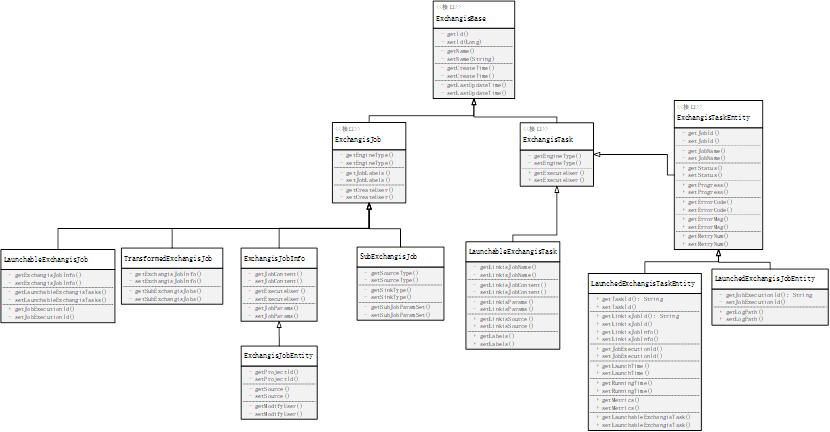 <<接口>>
ExchangisBase
- getId()
- setId(Long)
- getName()
- setName(String)
- getCreateTime()
- setCreateTime()
- getLastUpdateTime()
- setLastUpdateTime()
<<接口>>
ExchangisJob
- getEngineType()
- setEngineType()
- getJobLabels()
- setJobLabels()
- getCreateUser()
- setCreateUser()
<<接口>>
ExchangisTask
- getEngineType()
- setEngineType()
- getExecuteUser()
- setExecuteUser()
<<接口>>
ExchangisTaskEntity
- getJobId()
- setJobId()
- getJobName()
- setJobName()
- getStatus()
- setStatus()
- getProgress()
- setProgress()
- getErrorCode()
- setErrorCode()
- getErrorMsg()
- setErrorMsg()
- getRetryNum()
- setRetryNum()
LaunchableExchangisJob
- getExchangisJobInfo()
- setExchangisJobInfo()
- getLaunchableExchangisTasks()
- setLaunchableExchangisTasks()
- getJobExecutionId()
- setJobExecutionId()
TransformedExchangisJob
- getExchangisJobInfo()
- setExchangisJobInfo()
- getSubExchangisJobs()
- setSubExchangisJobs()
ExchangisJobInfo
- getJobContent()
- setJobContent()
- getExecuteUser()
- setExecuteUser()
- getJobParams()
- setJobParams()
SubExchangisJob
- getSourceType()
- setSourceType()
- getSinkType()
- setSinkType()
- getSubJobParamSet()
- setSubJobParamSet()
LaunchableExchangisTask
- getLinkisJobName()
- setLinkisJobName()
- getLinkisJobContent()
- setLinkisJobContent()
- getLinkisParams()
- setLinkisParams()
- getLinkisSource()
- setLinkisSource()
- getLabels()
- setLabels()
LaunchedExchangisTaskEntity
+ getTaskId(): String
+ setTaskId()
+ getLinkisJobId(): String
+ setLinkisJobId()
+ getLinkisJobInfo()
+ setLinkisJobInfo()
+ getJobExecutionId()
+ setJobExecutionId()
+ getLaunchTime()
+ setLaunchTime()
+ getRunningTime()
+ setRunningTime()
+ getMetrics()
+ setMetrics()
+ getLaunchableExchangisTask()
+ setLaunchableExchangisTask()
LaunchedExchangisJobEntity
- getJobExecutionId(): String
- setJobExecutionId()
- getLogPath()
- setLogPath()
ExchangisJobEntity
- getProjectId()
- setProjectId()
- getSource()
- setSource()
- getModifyUser()
- setModifyUser()